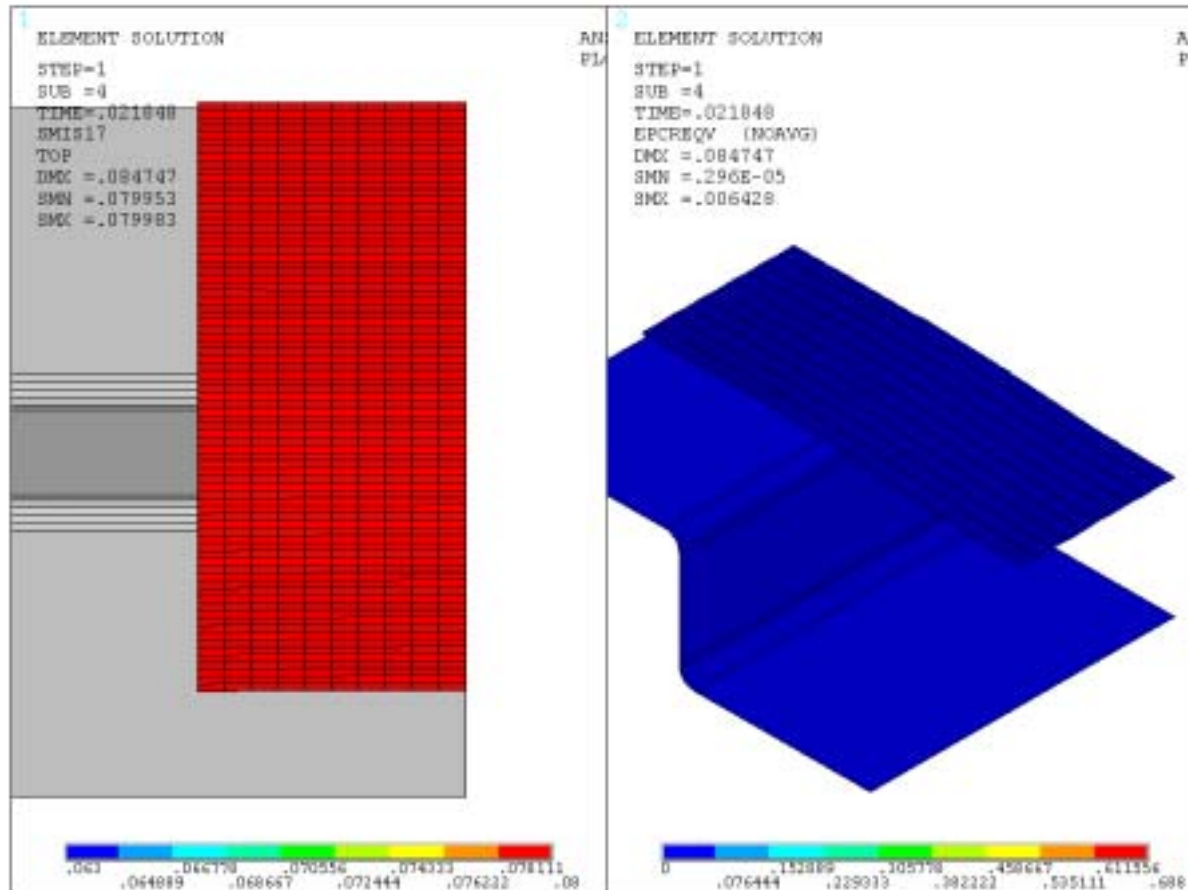 1
ELEMENT SOLUTION
AN
STEP=1
PL
SUB =4
TIME=.021848
SMIS17
TOP
DMX =.084747
SMN =.079953
SMX =.079983
.063
.066778
.070556
.074333
.078111
.064889
.068667
.072444
.076222
.08
2
ELEMENT SOLUTION
A
STEP=1
P
SUB =4
TIME=.021848
EPCREQV (NOAVG)
DMX =.084747
SMN =.296E-05
SMX =.006428
0
.152889
.305778
.458667
.611556
.076444
.229333
.382222
.535111
.688